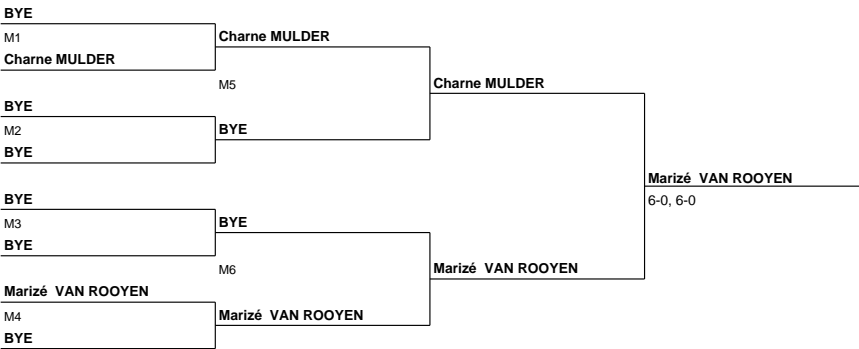 BYE
M1
Charne MULDER
Charne MULDER
M5
Charne MULDER
BYE
M2
BYE
BYE
Marizé VAN ROOYEN
6-0, 6-0
BYE
M3
BYE
BYE
M6
Marizé VAN ROOYEN
Marizé VAN ROOYEN
M4
Marizé VAN ROOYEN
BYE